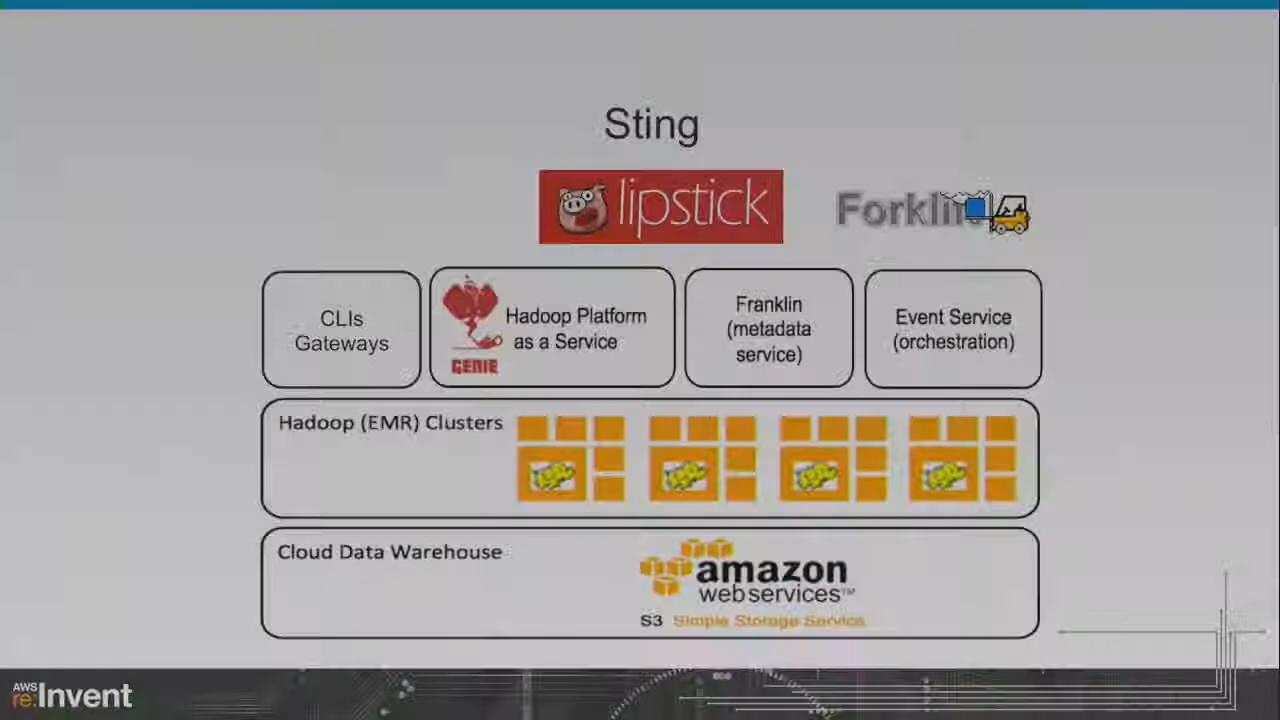 Sting
lipstick
Forklift
CLIs
Gateways
GENIE
Hadoop Platform
as a Service
Franklin
(metadata
service)
Event Service
(orchestration)
Hadoop (EMR) Clusters
Cloud Data Warehouse
amazon
webservices™
S3 Simple Storage Service
AWS
re:Invent